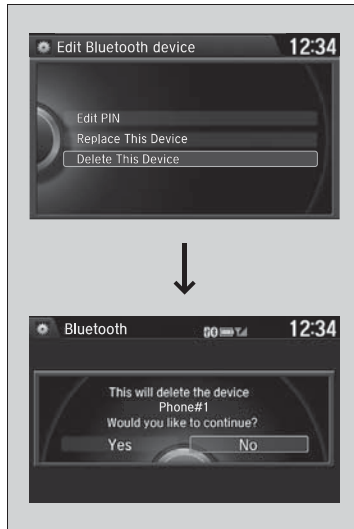 Edit Bluetooth device 12:34
Edit PIN
Replace This Device
Delete This Device
Bluetooth 12:34
This will delete the device
Phone#1
Would you like to continue?
Yes No